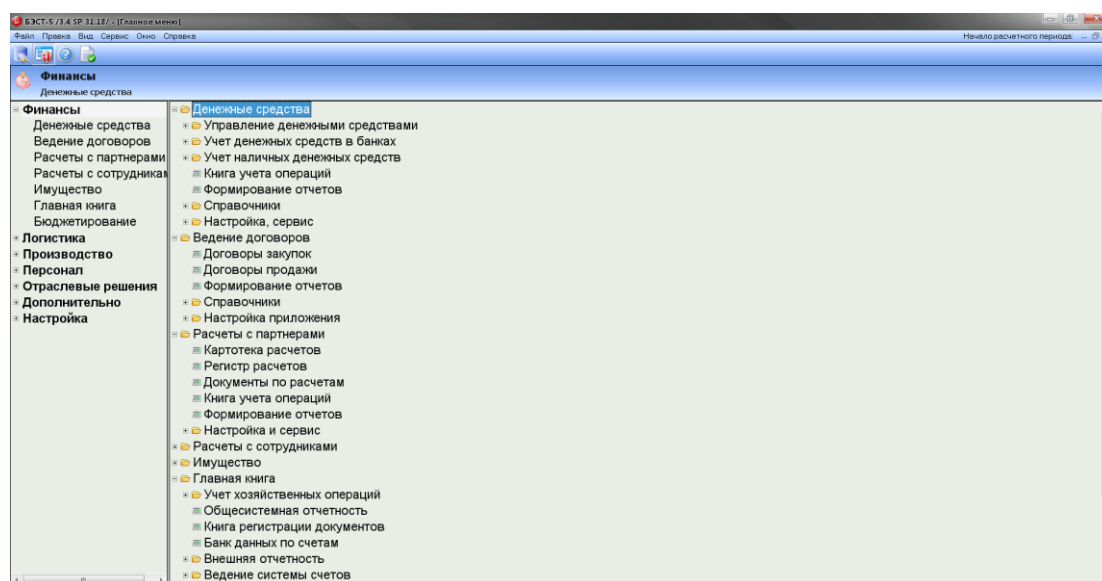 БЭСТ-5 /3.4 SP 31.18/ - [Главное меню]
Файл Правка Вид Сервис Окно Справка Начало расчетного периода:
Финансы
Денежные средства
Финансы
Денежные средства
Ведение договоров
Расчеты с партнерами
Расчеты с сотрудникам
Имущество
Главная книга
Бюджетирование
Логистика
Производство
Персонал
Отраслевые решения
Дополнительно
Настройка
Денежные средства
Управление денежными средствами
Учет денежных средств в банках
Учет наличных денежных средств
Книга учета операций
Формирование отчетов
Справочники
Настройка, сервис
Ведение договоров
Договоры закупок
Договоры продажи
Формирование отчетов
Справочники
Настройка приложения
Расчеты с партнерами
Картотека расчетов
Регистр расчетов
Документы по расчетам
Книга учета операций
Формирование отчетов
Настройка и сервис
Расчеты с сотрудниками
Имущество
Главная книга
Учет хозяйственных операций
Общесистемная отчетность
Книга регистрации документов
Банк данных по счетам
Внешняя отчетность
Ведение системы счетов